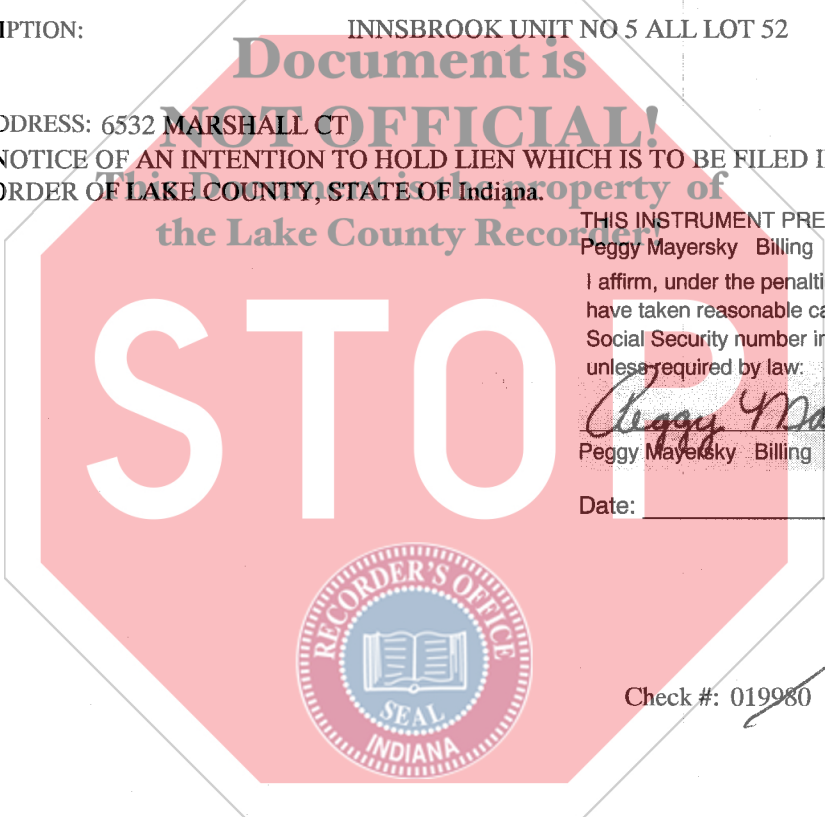 IPTION: INNSBROOK UNIT NO 5 ALL LOT 52
Document is
DDRESS: 6532 MARSHALL CT
NOT OFFICIAL!
NOTICE OF AN INTENTION TO HOLD LIEN WHICH IS TO BE FILED I
ORDER OF LAKE COUNTY, STATE OF Indiana.
This Document is the property of
the Lake County Recorder!
THIS INSTRUMENT PRE
Peggy Mayersky Billing
I affirm, under the penalti
have taken reasonable ca
Social Security number i
unless required by law:
Peggy Ma
Peggy Mayersky Billing
Date:
STOP
RECORDER'S OFFICE
SEAL
INDIANA
Check #: 019980